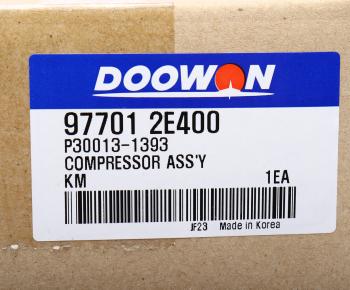 DOOWON
97701 2E400
P30013-1393
COMPRESSOR ASS'Y
KM 1EA
JF23 Made in Korea